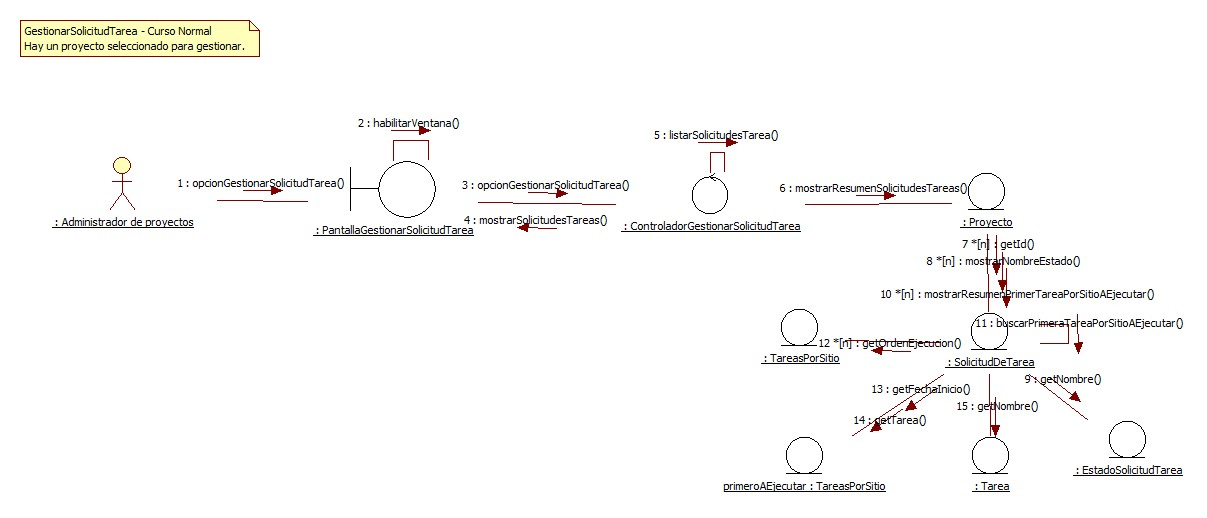 GestionarSolicitudTarea - Curso Normal
Hay un proyecto seleccionado para gestionar.
2 : habilitarVentana()
5 : listarSolicitudesTarea()
1 : opcionGestionarSolicitudTarea()
3 : opcionGestionarSolicitudTarea()
6 : mostrarResumenSolicitudesTareas()
4 : mostrarSolicitudesTareas()
: Administrador de proyectos
: PantallaGestionarSolicitudTarea
: ControladorGestionarSolicitudTarea
: Proyecto
7 *[n] : getId()
8 *[n] : mostrarNombreEstado()
10 *[n] : mostrarResumenPrimerTareaPorSitioAEjecutar()
11 : buscarPrimeraTareaPorSitioAEjecutar()
12 *[n] : getOrdenEjecucion()
: TareasPorSitio
: SolicitudDeTarea
9 : getNombre()
13 : getFechaInicio()
15 : getNombre()
14 : getTarea()
: EstadoSolicitudTarea
primeroAEjecutar : TareasPorSitio
: Tarea